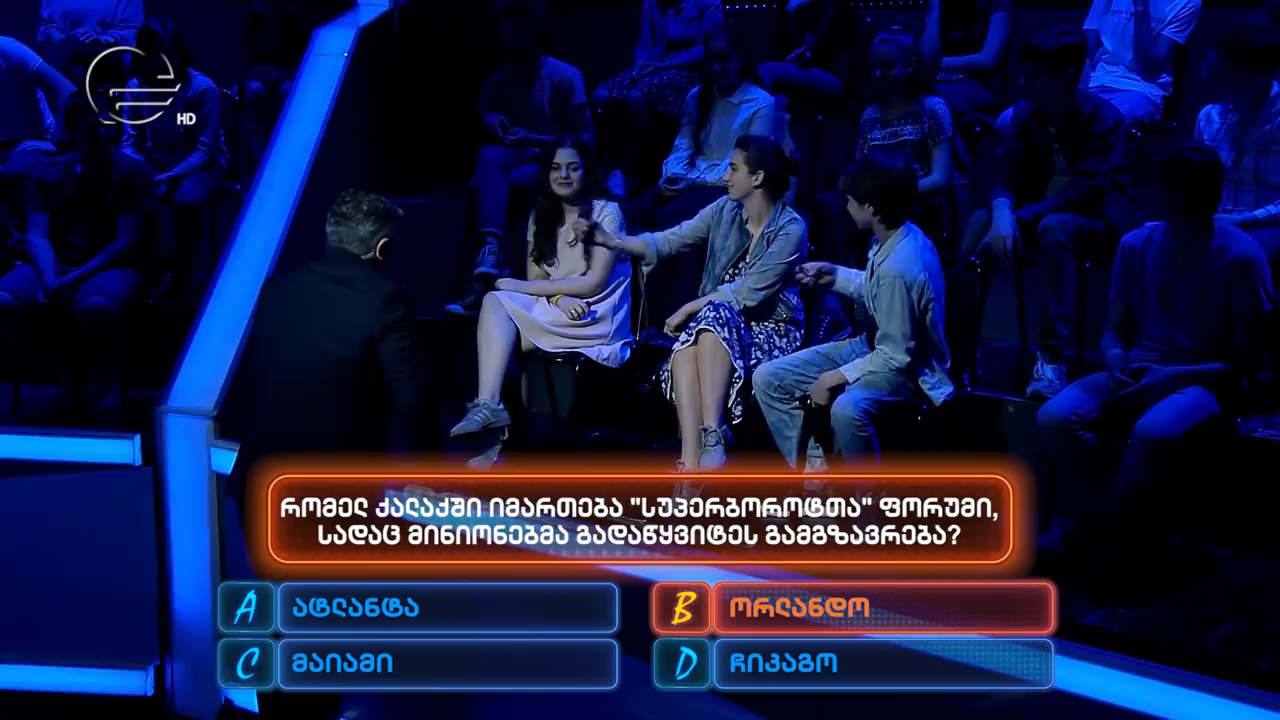 HD
რომელ ქალაქში იმართება "სუპერბოროტთა" ფორუმი,
სადაც მინიონებმა გადაწყვიტეს გამგზავრება?
A ატლანტა
B ორლანდო
C მაიამი
D ჩიკაგო